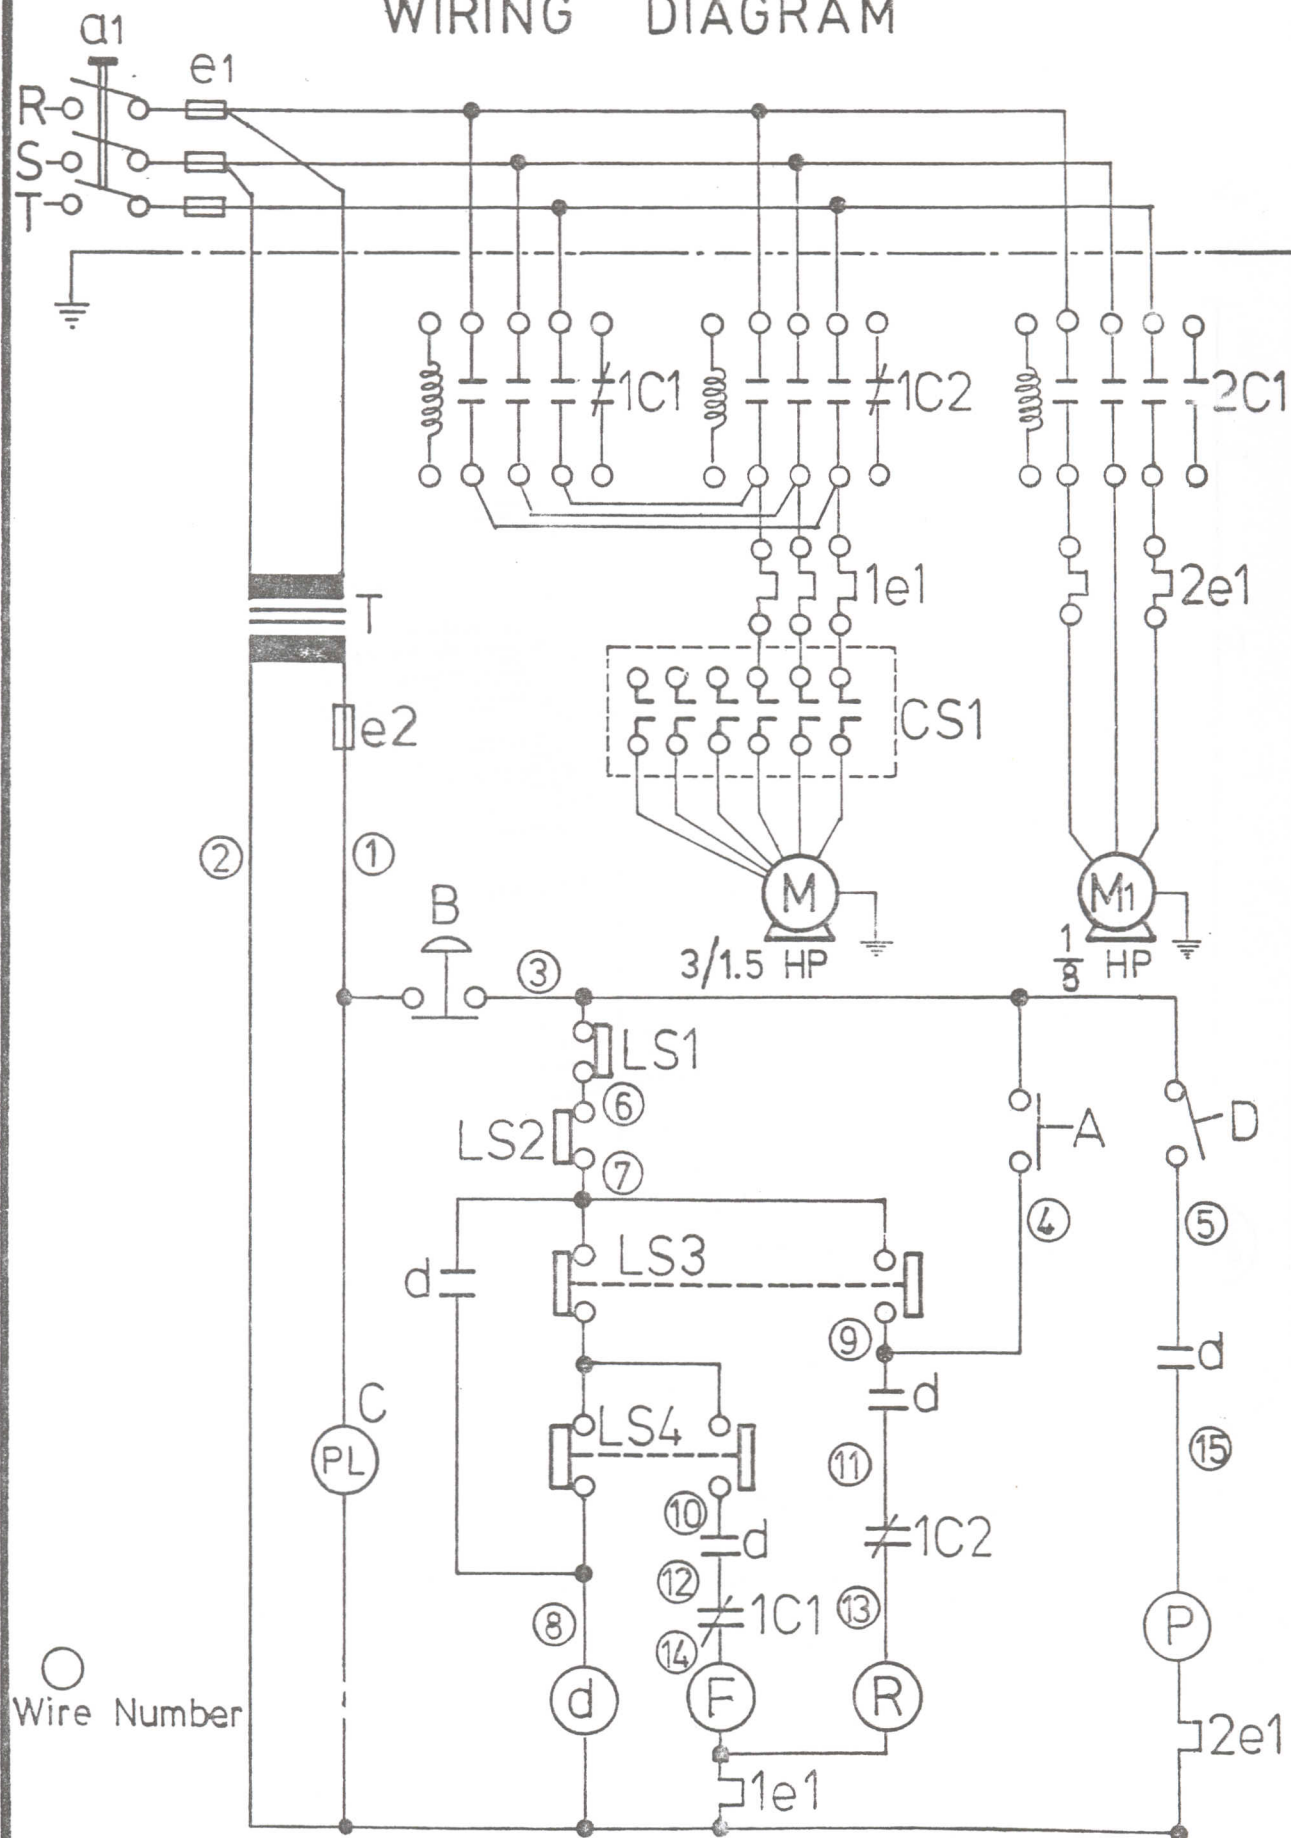 WIRING DIAGRAM
a1
e1
R
S
T
1C1
1C2
2C1
1e1
2e1
T
CS1
e2
2
1
M
M1
B
3/1.5 HP
1/8 HP
3
LS1
6
A
D
LS2
7
4
5
LS3
d
9
d
d
C
LS4
PL
11
15
10
d
1C2
12
1C1
13
8
14
P
d
F
R
Wire Number
2e1
1e1